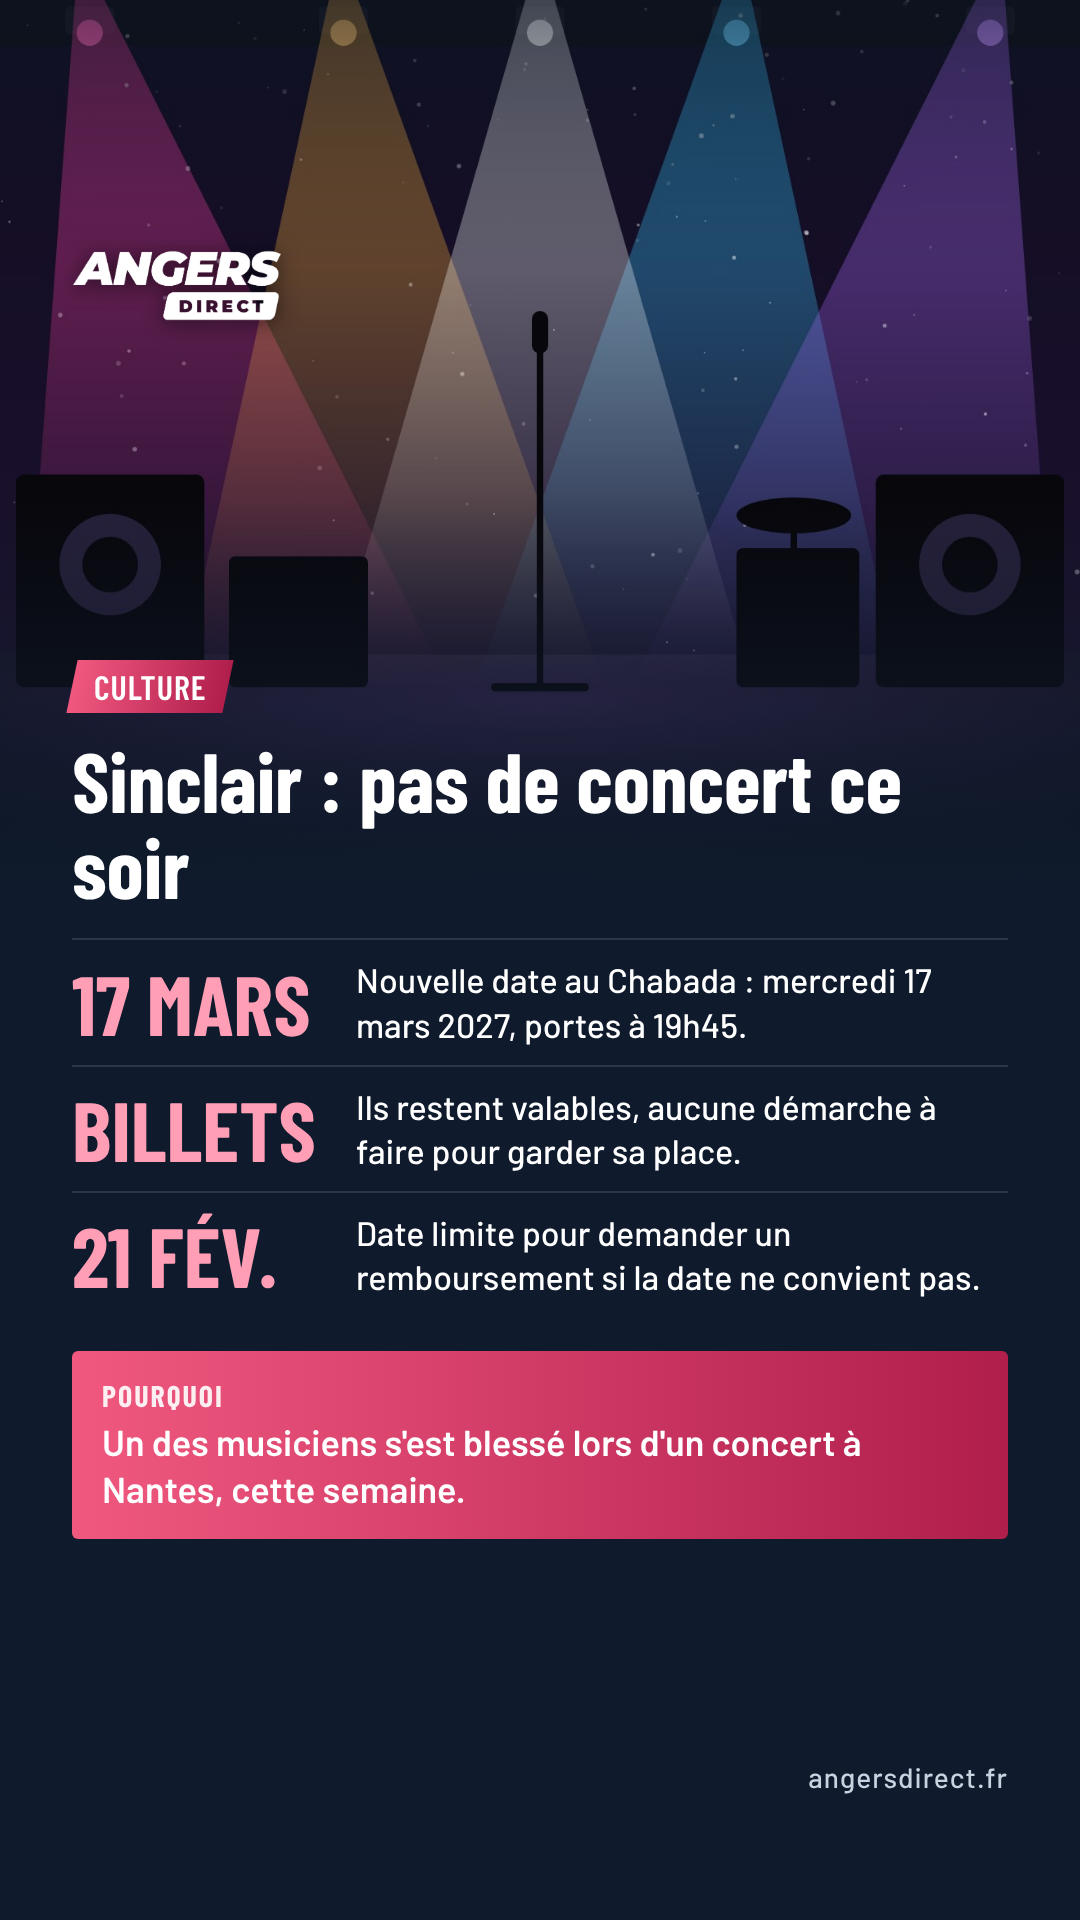 ANGERS
DIRECT
CULTURE
Sinclair : pas de concert ce
soir
17 MARS
Nouvelle date au Chabada : mercredi 17
mars 2027, portes à 19h45.
BILLETS
Ils restent valables, aucune démarche à
faire pour garder sa place.
21 FÉV.
Date limite pour demander un
remboursement si la date ne convient pas.
POURQUOI
Un des musiciens s'est blessé lors d'un concert à
Nantes, cette semaine.
angersdirect.fr